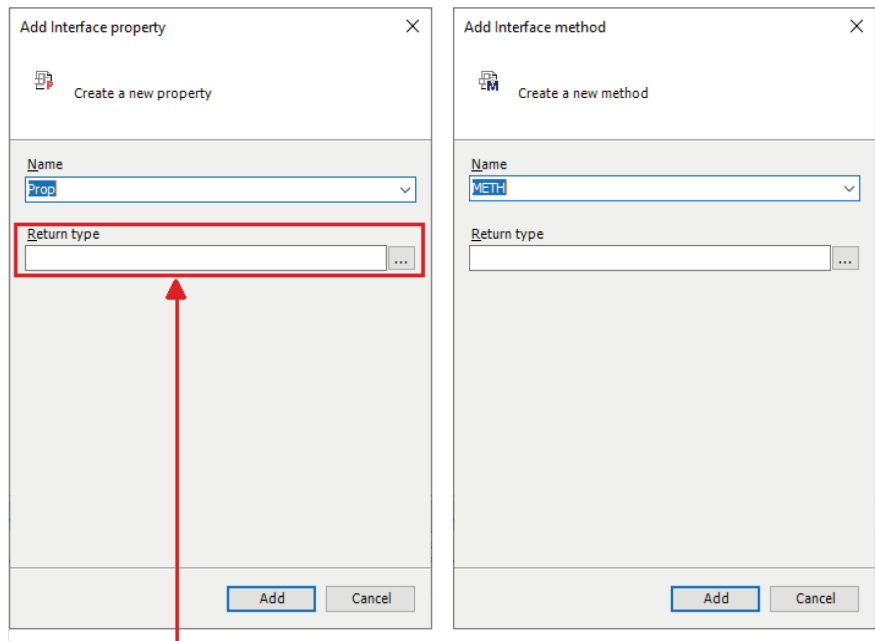 Add Interface property
Create a new property
Name
Prop
Return type
...
Add Cancel
Add Interface method
Create a new method
Name
METH
Return type
...
Add Cancel